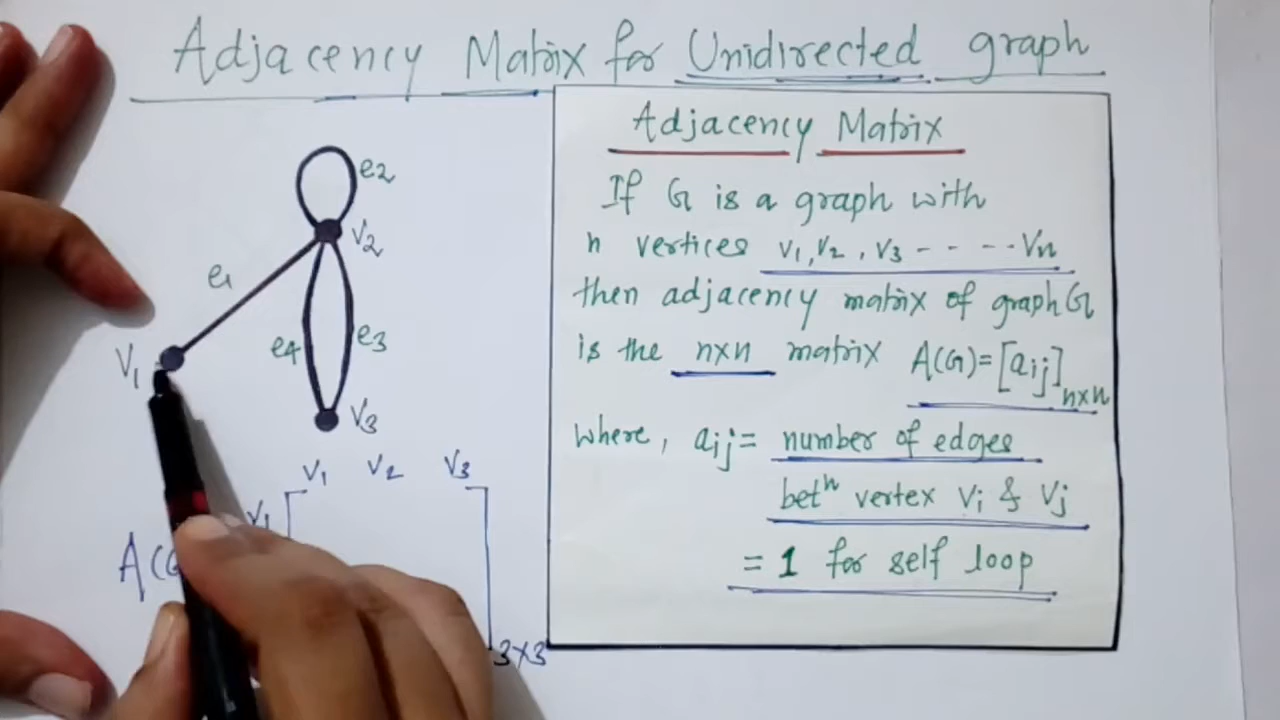 Adjacency Matrix for Unidirected graph
e2
V2
e1
e4
e3
V1
V3
V1 V2 V3
V1
A(G
3×3
Adjacency Matrix
If G is a graph with
n vertices V1, V2, V3 - - - - - Vn
then adjacency matrix of graph G
is the n×n matrix A(G)=[aij]n×n
where, aij= number of edges
betn vertex Vi & Vj
= 1 for self loop